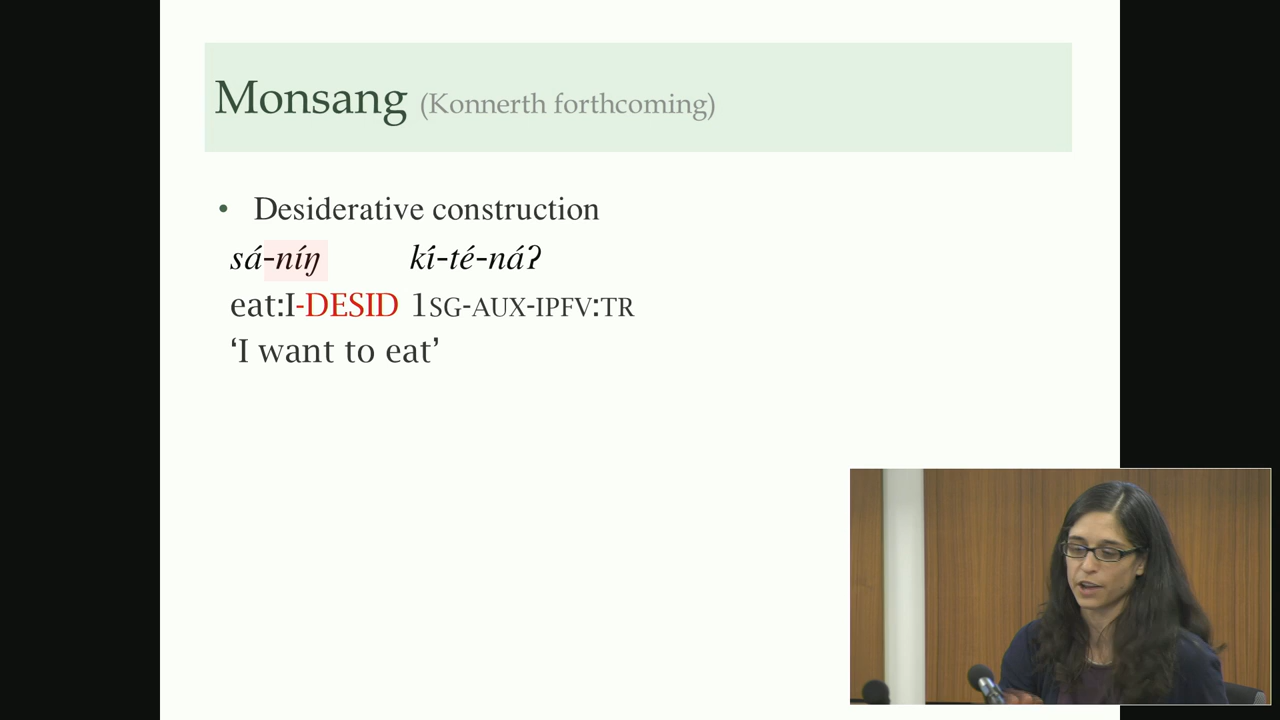 Monsang (Konnerth forthcoming)
• Desiderative construction
sá-níŋ kí-té-náʔ
eat:I-DESID 1SG-AUX-IPFV:TR
‘I want to eat’